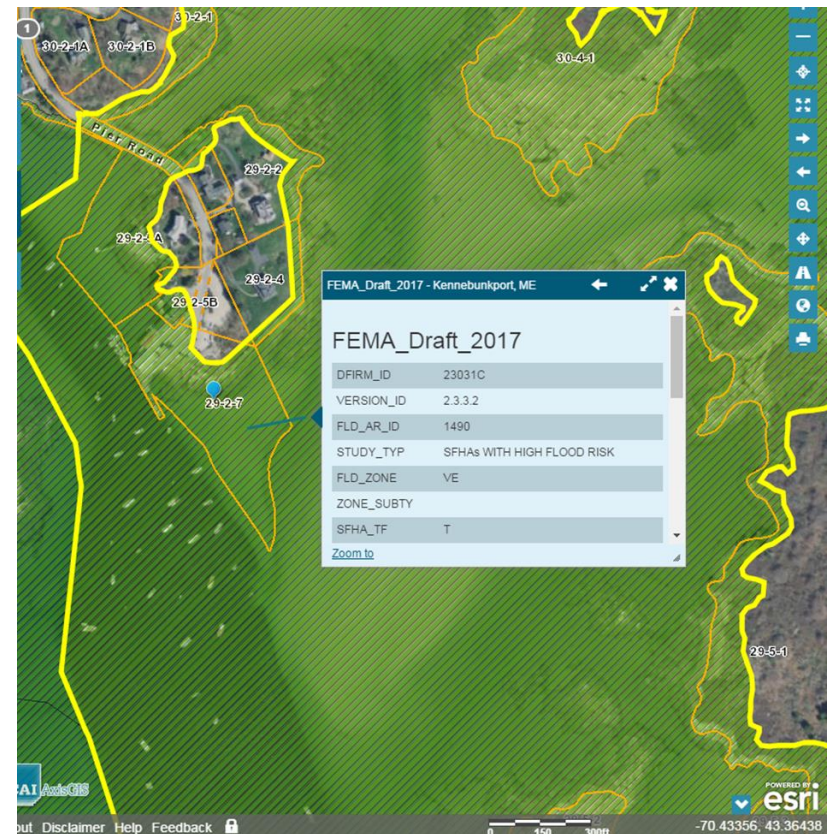 1
30-2-1
30-2-1A
30-2-1B
30-4-1
Pier Road
29-2-2
29-2-4
29-2-5B
29-2-7
FEMA_Draft_2017 - Kennebunkport, ME
FEMA_Draft_2017
DFIRM_ID 23031C
VERSION_ID 2.3.3.2
FLD_AR_ID 1490
STUDY_TYP SFHAs WITH HIGH FLOOD RISK
FLD_ZONE VE
ZONE_SUBTY
SFHA_TF T
Zoom to
29-5-1
CAI AxisGIS
POWERED BY
esri
Disclaimer Help Feedback
0 150 300ft
-70.43356, 43.36438